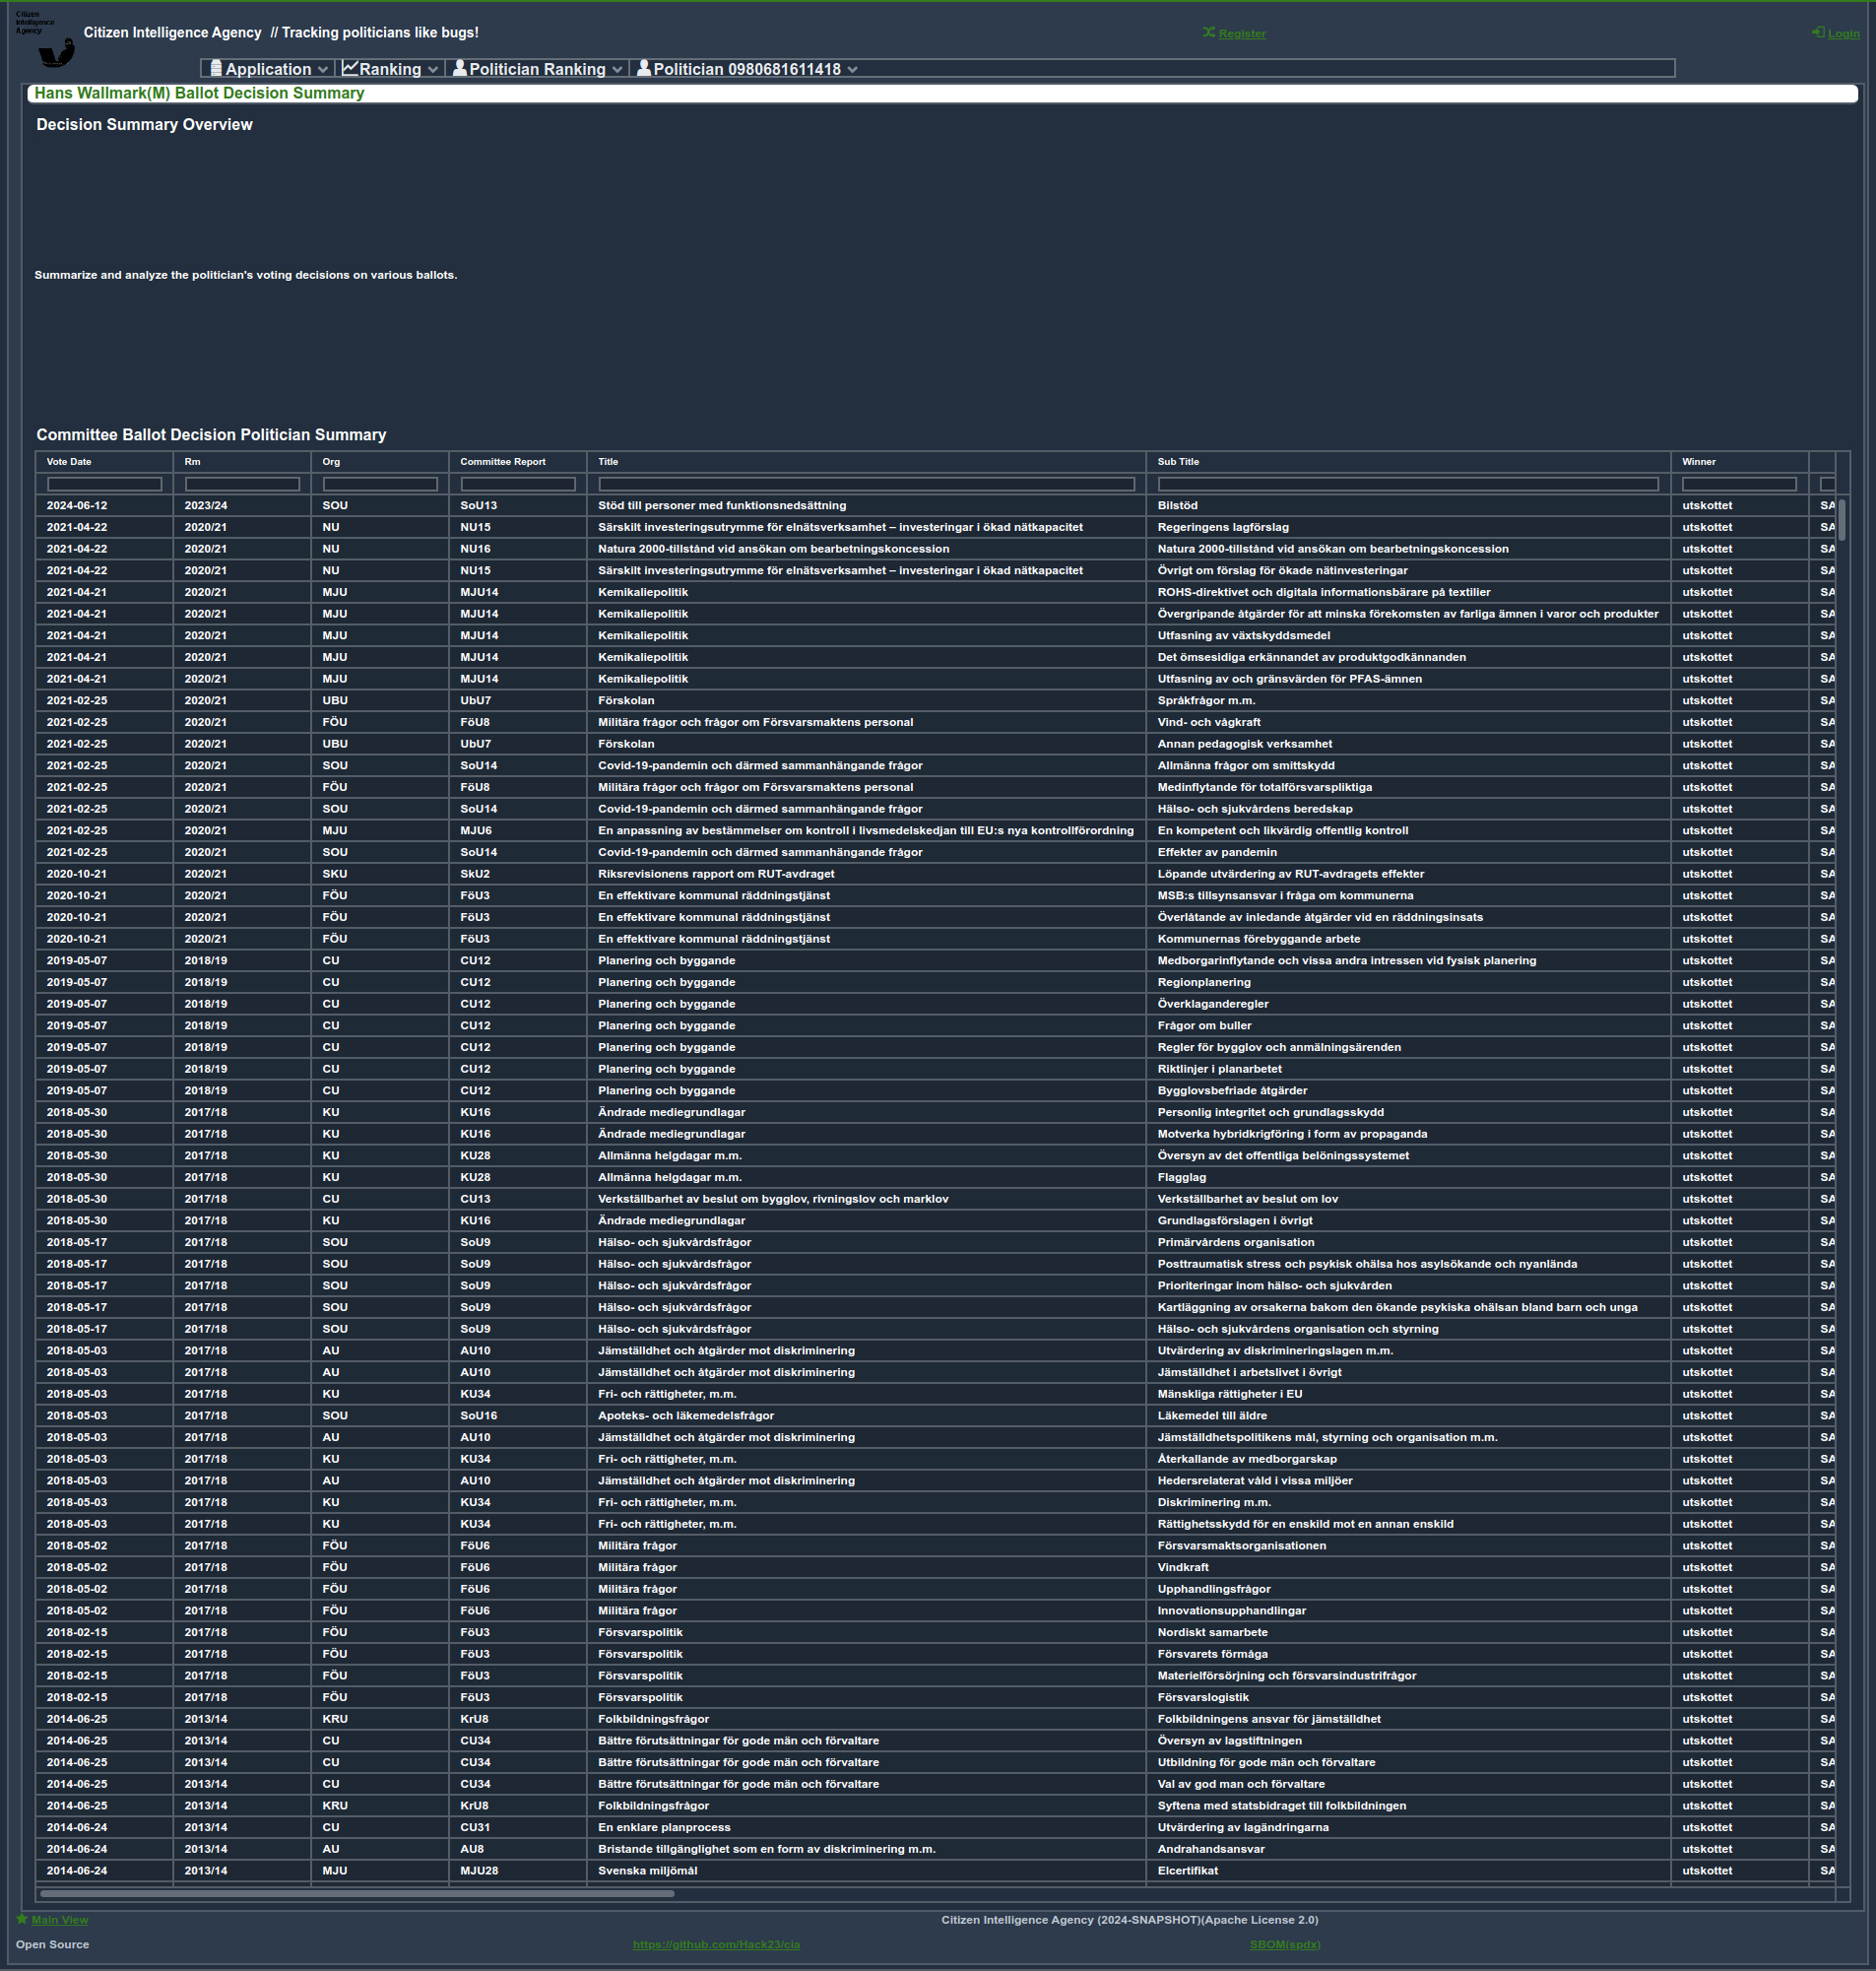 Citizen
Intelligence
Agency
Citizen Intelligence Agency // Tracking politicians like bugs!
Register
Login
Application Ranking Politician Ranking Politician 0980681611418
Hans Wallmark(M) Ballot Decision Summary
Decision Summary Overview
Summarize and analyze the politician's voting decisions on various ballots.
Committee Ballot Decision Politician Summary
Vote Date Rm Org Committee Report Title Sub Title Winner
2024-06-12 2023/24 SOU SoU13 Stöd till personer med funktionsnedsättning Bilstöd utskottet SA
2021-04-22 2020/21 NU NU15 Särskilt investeringsutrymme för elnätsverksamhet – investeringar i ökad nätkapacitet Regeringens lagförslag utskottet SA
2021-04-22 2020/21 NU NU16 Natura 2000-tillstånd vid ansökan om bearbetningskoncession Natura 2000-tillstånd vid ansökan om bearbetningskoncession utskottet SA
2021-04-22 2020/21 NU NU15 Särskilt investeringsutrymme för elnätsverksamhet – investeringar i ökad nätkapacitet Övrigt om förslag för ökade nätinvesteringar utskottet SA
2021-04-21 2020/21 MJU MJU14 Kemikaliepolitik ROHS-direktivet och digitala informationsbärare på textilier utskottet SA
2021-04-21 2020/21 MJU MJU14 Kemikaliepolitik Övergripande åtgärder för att minska förekomsten av farliga ämnen i varor och produkter utskottet SA
2021-04-21 2020/21 MJU MJU14 Kemikaliepolitik Utfasning av växtskyddsmedel utskottet SA
2021-04-21 2020/21 MJU MJU14 Kemikaliepolitik Det ömsesidiga erkännandet av produktgodkännanden utskottet SA
2021-04-21 2020/21 MJU MJU14 Kemikaliepolitik Utfasning av och gränsvärden för PFAS-ämnen utskottet SA
2021-02-25 2020/21 UBU UbU7 Förskolan Språkfrågor m.m. utskottet SA
2021-02-25 2020/21 FÖU FöU8 Militära frågor och frågor om Försvarsmaktens personal Vind- och vågkraft utskottet SA
2021-02-25 2020/21 UBU UbU7 Förskolan Annan pedagogisk verksamhet utskottet SA
2021-02-25 2020/21 SOU SoU14 Covid-19-pandemin och därmed sammanhängande frågor Allmänna frågor om smittskydd utskottet SA
2021-02-25 2020/21 FÖU FöU8 Militära frågor och frågor om Försvarsmaktens personal Medinflytande för totalförsvarspliktiga utskottet SA
2021-02-25 2020/21 SOU SoU14 Covid-19-pandemin och därmed sammanhängande frågor Hälso- och sjukvårdens beredskap utskottet SA
2021-02-25 2020/21 MJU MJU6 En anpassning av bestämmelser om kontroll i livsmedelskedjan till EU:s nya kontrollförordning En kompetent och likvärdig offentlig kontroll utskottet SA
2021-02-25 2020/21 SOU SoU14 Covid-19-pandemin och därmed sammanhängande frågor Effekter av pandemin utskottet SA
2020-10-21 2020/21 SKU SkU2 Riksrevisionens rapport om RUT-avdraget Löpande utvärdering av RUT-avdragets effekter utskottet SA
2020-10-21 2020/21 FÖU FöU3 En effektivare kommunal räddningstjänst MSB:s tillsynsansvar i fråga om kommunerna utskottet SA
2020-10-21 2020/21 FÖU FöU3 En effektivare kommunal räddningstjänst Överlåtande av inledande åtgärder vid en räddningsinsats utskottet SA
2020-10-21 2020/21 FÖU FöU3 En effektivare kommunal räddningstjänst Kommunernas förebyggande arbete utskottet SA
2019-05-07 2018/19 CU CU12 Planering och byggande Medborgarinflytande och vissa andra intressen vid fysisk planering utskottet SA
2019-05-07 2018/19 CU CU12 Planering och byggande Regionplanering utskottet SA
2019-05-07 2018/19 CU CU12 Planering och byggande Överklaganderegler utskottet SA
2019-05-07 2018/19 CU CU12 Planering och byggande Frågor om buller utskottet SA
2019-05-07 2018/19 CU CU12 Planering och byggande Regler för bygglov och anmälningsärenden utskottet SA
2019-05-07 2018/19 CU CU12 Planering och byggande Riktlinjer i planarbetet utskottet SA
2019-05-07 2018/19 CU CU12 Planering och byggande Bygglovsbefriade åtgärder utskottet SA
2018-05-30 2017/18 KU KU16 Ändrade mediegrundlagar Personlig integritet och grundlagsskydd utskottet SA
2018-05-30 2017/18 KU KU16 Ändrade mediegrundlagar Motverka hybridkrigföring i form av propaganda utskottet SA
2018-05-30 2017/18 KU KU28 Allmänna helgdagar m.m. Översyn av det offentliga belöningssystemet utskottet SA
2018-05-30 2017/18 KU KU28 Allmänna helgdagar m.m. Flagglag utskottet SA
2018-05-30 2017/18 CU CU13 Verkställbarhet av beslut om bygglov, rivningslov och marklov Verkställbarhet av beslut om lov utskottet SA
2018-05-30 2017/18 KU KU16 Ändrade mediegrundlagar Grundlagsförslagen i övrigt utskottet SA
2018-05-17 2017/18 SOU SoU9 Hälso- och sjukvårdsfrågor Primärvårdens organisation utskottet SA
2018-05-17 2017/18 SOU SoU9 Hälso- och sjukvårdsfrågor Posttraumatisk stress och psykisk ohälsa hos asylsökande och nyanlända utskottet SA
2018-05-17 2017/18 SOU SoU9 Hälso- och sjukvårdsfrågor Prioriteringar inom hälso- och sjukvården utskottet SA
2018-05-17 2017/18 SOU SoU9 Hälso- och sjukvårdsfrågor Kartläggning av orsakerna bakom den ökande psykiska ohälsan bland barn och unga utskottet SA
2018-05-17 2017/18 SOU SoU9 Hälso- och sjukvårdsfrågor Hälso- och sjukvårdens organisation och styrning utskottet SA
2018-05-03 2017/18 AU AU10 Jämställdhet och åtgärder mot diskriminering Utvärdering av diskrimineringslagen m.m. utskottet SA
2018-05-03 2017/18 AU AU10 Jämställdhet och åtgärder mot diskriminering Jämställdhet i arbetslivet i övrigt utskottet SA
2018-05-03 2017/18 KU KU34 Fri- och rättigheter, m.m. Mänskliga rättigheter i EU utskottet SA
2018-05-03 2017/18 SOU SoU16 Apoteks- och läkemedelsfrågor Läkemedel till äldre utskottet SA
2018-05-03 2017/18 AU AU10 Jämställdhet och åtgärder mot diskriminering Jämställdhetspolitikens mål, styrning och organisation m.m. utskottet SA
2018-05-03 2017/18 KU KU34 Fri- och rättigheter, m.m. Återkallande av medborgarskap utskottet SA
2018-05-03 2017/18 AU AU10 Jämställdhet och åtgärder mot diskriminering Hedersrelaterat våld i vissa miljöer utskottet SA
2018-05-03 2017/18 KU KU34 Fri- och rättigheter, m.m. Diskriminering m.m. utskottet SA
2018-05-03 2017/18 KU KU34 Fri- och rättigheter, m.m. Rättighetsskydd för en enskild mot en annan enskild utskottet SA
2018-05-02 2017/18 FÖU FöU6 Militära frågor Försvarsmaktsorganisationen utskottet SA
2018-05-02 2017/18 FÖU FöU6 Militära frågor Vindkraft utskottet SA
2018-05-02 2017/18 FÖU FöU6 Militära frågor Upphandlingsfrågor utskottet SA
2018-05-02 2017/18 FÖU FöU6 Militära frågor Innovationsupphandlingar utskottet SA
2018-02-15 2017/18 FÖU FöU3 Försvarspolitik Nordiskt samarbete utskottet SA
2018-02-15 2017/18 FÖU FöU3 Försvarspolitik Försvarets förmåga utskottet SA
2018-02-15 2017/18 FÖU FöU3 Försvarspolitik Materielförsörjning och försvarsindustrifrågor utskottet SA
2018-02-15 2017/18 FÖU FöU3 Försvarspolitik Försvarslogistik utskottet SA
2014-06-25 2013/14 KRU KrU8 Folkbildningsfrågor Folkbildningens ansvar för jämställdhet utskottet SA
2014-06-25 2013/14 CU CU34 Bättre förutsättningar för gode män och förvaltare Översyn av lagstiftningen utskottet SA
2014-06-25 2013/14 CU CU34 Bättre förutsättningar för gode män och förvaltare Utbildning för gode män och förvaltare utskottet SA
2014-06-25 2013/14 CU CU34 Bättre förutsättningar för gode män och förvaltare Val av god man och förvaltare utskottet SA
2014-06-25 2013/14 KRU KrU8 Folkbildningsfrågor Syftena med statsbidraget till folkbildningen utskottet SA
2014-06-24 2013/14 CU CU31 En enklare planprocess Utvärdering av lagändringarna utskottet SA
2014-06-24 2013/14 AU AU8 Bristande tillgänglighet som en form av diskriminering m.m. Andrahandsansvar utskottet SA
2014-06-24 2013/14 MJU MJU28 Svenska miljömål Elcertifikat utskottet SA
Main View
Citizen Intelligence Agency (2024-SNAPSHOT)(Apache License 2.0)
Open Source
https://github.com/Hack23/cia
SBOM(spdx)